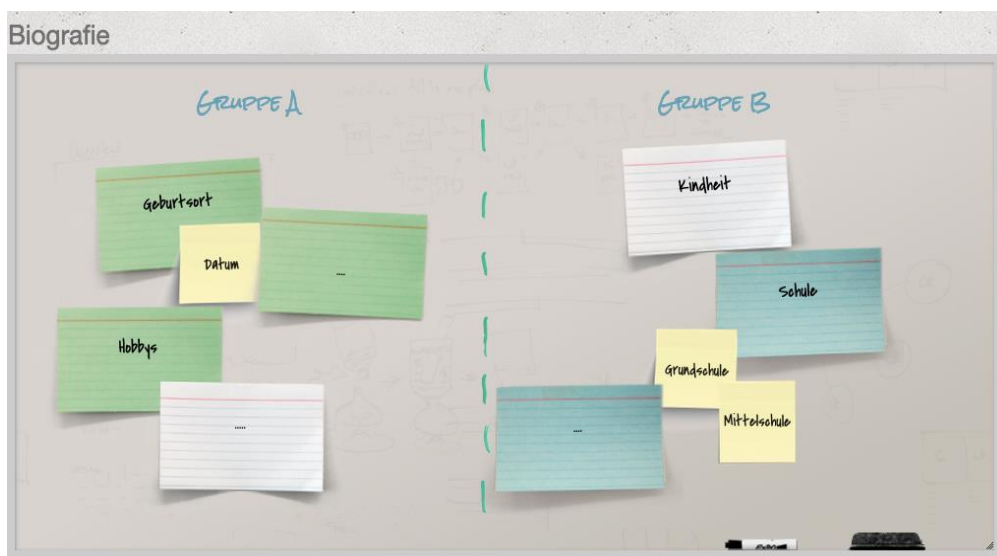 Biografie
GRUPPE A
GRUPPE B
Geburtsort
Datum
....
Hobbys
.....
Kindheit
Schule
Grundschule
Mittelschule
....